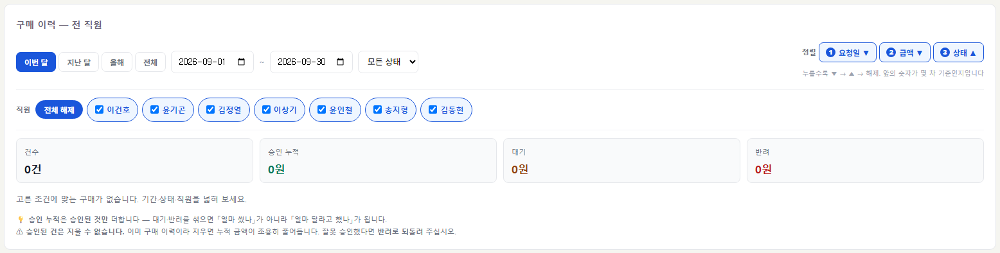 구매 이력 — 전 직원
이번 달 지난 달 올해 전체 2026-09-01 ~ 2026-09-30 모든 상태 정렬 1 요청일 ▼ 2 금액 ▼ 3 상태 ▲
누를수록 ▼ → ▲ → 해제. 앞의 숫자가 몇 차 기준인지입니다
직원 전체 해제 이건호 윤기곤 김정열 이상기 윤인철 송지형 김동현
건수 승인 누적 대기 반려
0건 0원 0원 0원
고른 조건에 맞는 구매가 없습니다. 기간·상태·직원을 넓혀 보세요.
💡 승인 누적은 승인된 것만 더합니다 — 대기·반려를 섞으면 「얼마 썼나」가 아니라 「얼마 달라고 했나」가 됩니다.
⚠ 승인된 건은 지울 수 없습니다. 이미 구매 이력이라 지우면 누적 금액이 조용히 줄어듭니다. 잘못 승인했다면 반려로 되돌려 주십시오.